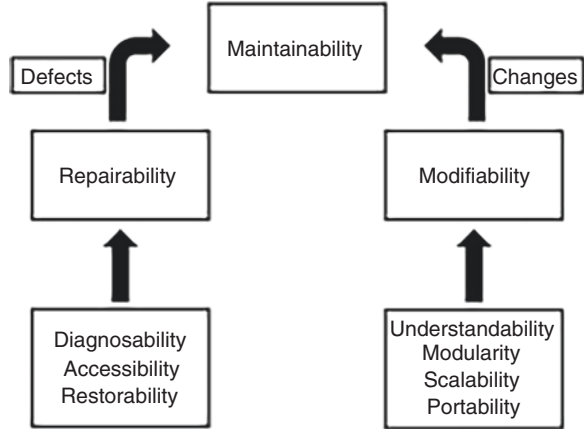 Maintainability
Defects
Changes
Repairability
Modifiability
Diagnosability
Accessibility
Restorability
Understandability
Modularity
Scalability
Portability